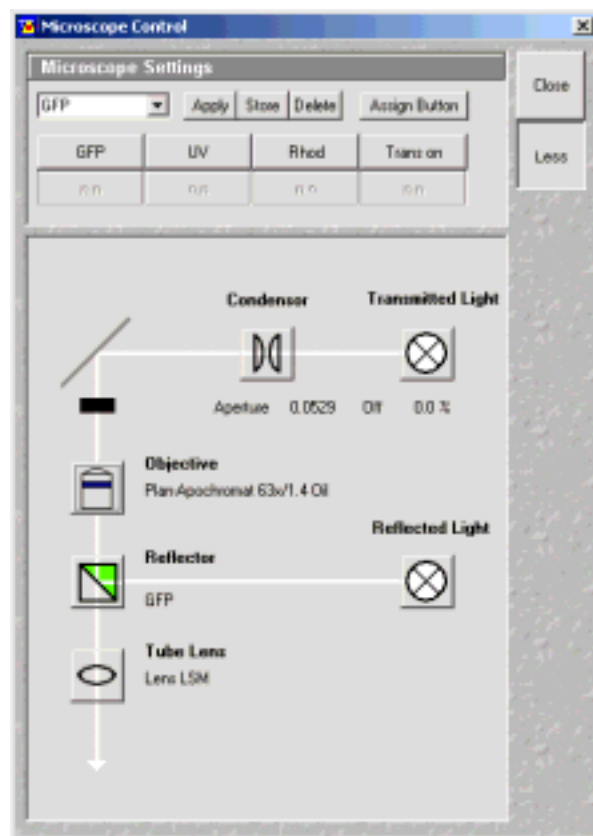 Microscope Control
Microscope Settings
Close
GFP Apply Store Delete Assign Button
Less
GFP UV Rhod Trans on
n.n. n.n. n.n. n.n.
Condensor Transmitted Light
Aperture 0.0529 Off 0.0 %
Objective
Plan-Apochromat 63x/1.4 Oil
Reflected Light
Reflector
GFP
Tube Lens
Lens LSM